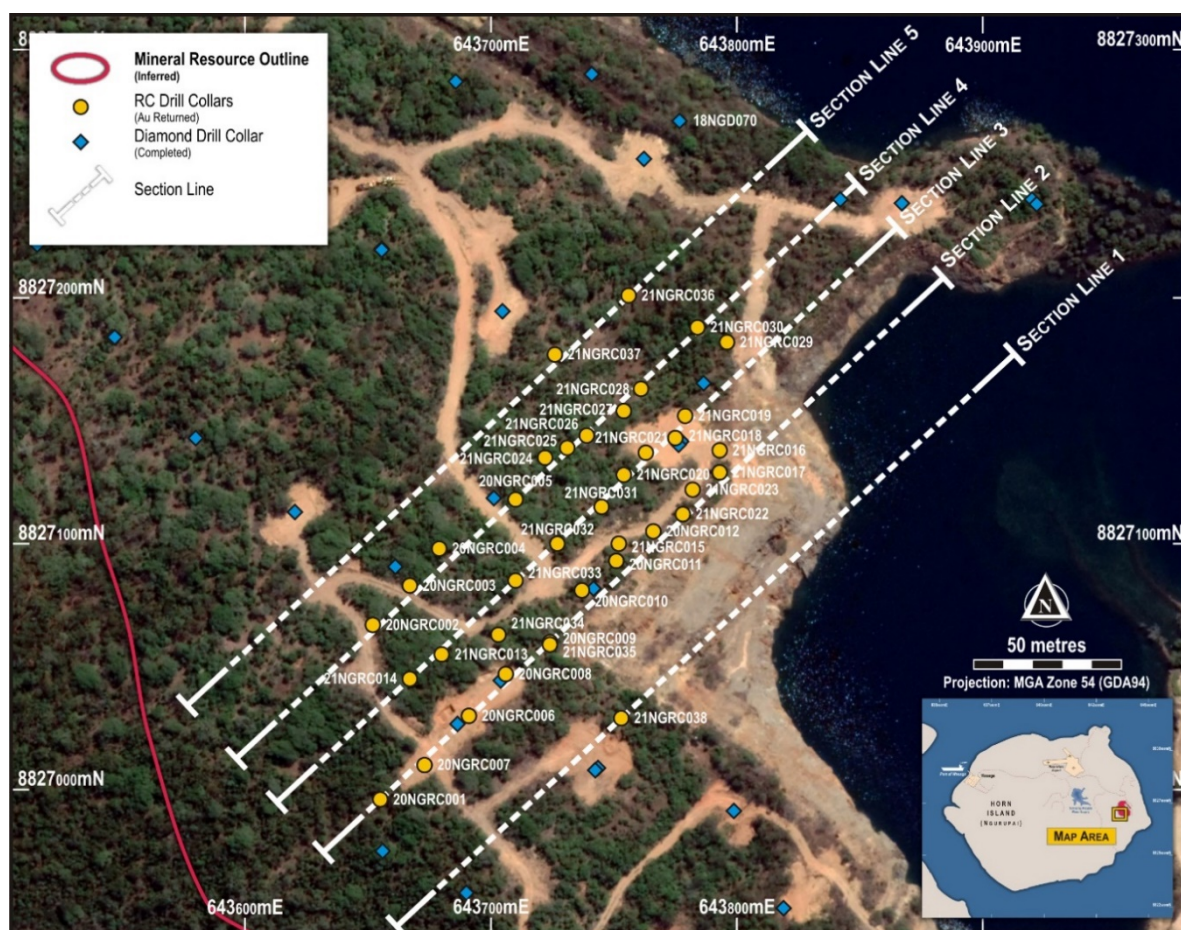 643700mE
643800mE
643900mE
8827300mN
Mineral Resource Outline
(Inferred)
RC Drill Collars
(Au Returned)
Diamond Drill Collar
(Completed)
Section Line
SECTION LINE 5
SECTION LINE 4
SECTION LINE 3
SECTION LINE 2
SECTION LINE 1
18NGD070
8827200mN
21NGRC036
21NGRC030
21NGRC029
21NGRC037
21NGRC028
21NGRC027
21NGRC019
21NGRC026
21NGRC021
21NGRC018
21NGRC025
21NGRC016
21NGRC024
21NGRC020
21NGRC017
20NGRC005
21NGRC023
21NGRC031
21NGRC022
8827100mN
21NGRC032
20NGRC012
8827100mN
21NGRC015
20NGRC004
20NGRC011
20NGRC003
21NGRC033
20NGRC010
20NGRC002
21NGRC034
20NGRC009
21NGRC035
21NGRC013
21NGRC014
20NGRC008
20NGRC006
21NGRC038
20NGRC007
8827000mN
20NGRC001
643600mE
643700mE
643800mE
N
50 metres
Projection: MGA Zone 54 (GDA94)
HORN
ISLAND
(NGURUPAI)
MAP AREA